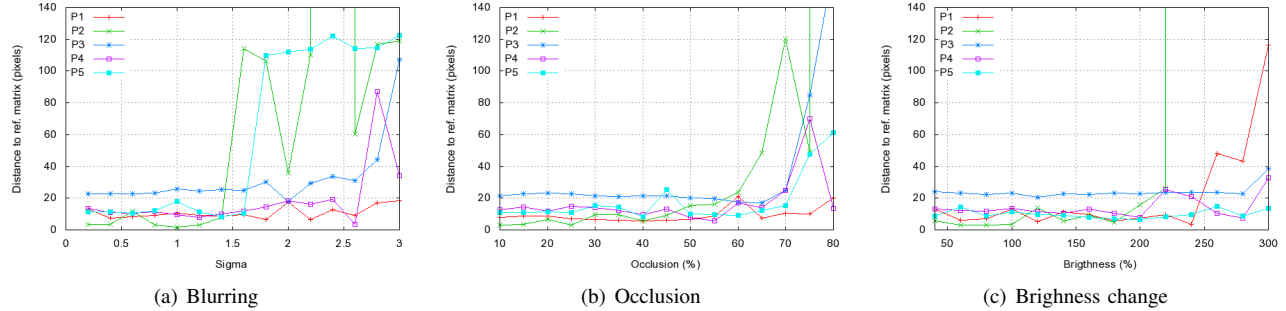 P1
P2
P3
P4
P5
Distance to ref. matrix (pixels)
140
120
100
80
60
40
20
0
0 0.5 1 1.5 2 2.5 3
Sigma
(a) Blurring
P1
P2
P3
P4
P5
Distance to ref. matrix (pixels)
140
120
100
80
60
40
20
0
10 20 30 40 50 60 70 80
Occlusion (%)
(b) Occlusion
P1
P2
P3
P4
P5
Distance to ref. matrix (pixels)
140
120
100
80
60
40
20
0
50 100 150 200 250 300
Brigthness (%)
(c) Brighness change